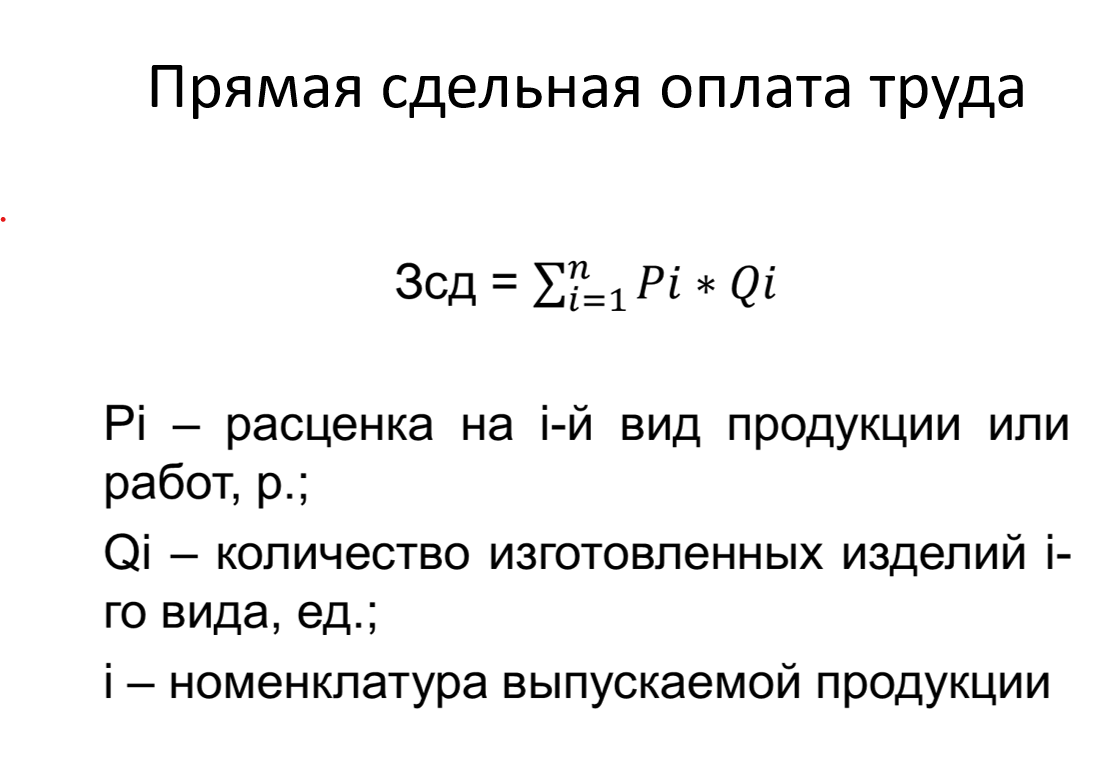 Прямая сдельная оплата труда
Зсд = ∑ⁿᵢ₌₁ Pi * Qi
Pi – расценка на i-й вид продукции или
работ, р.;
Qi – количество изготовленных изделий i-
го вида, ед.;
i – номенклатура выпускаемой продукции